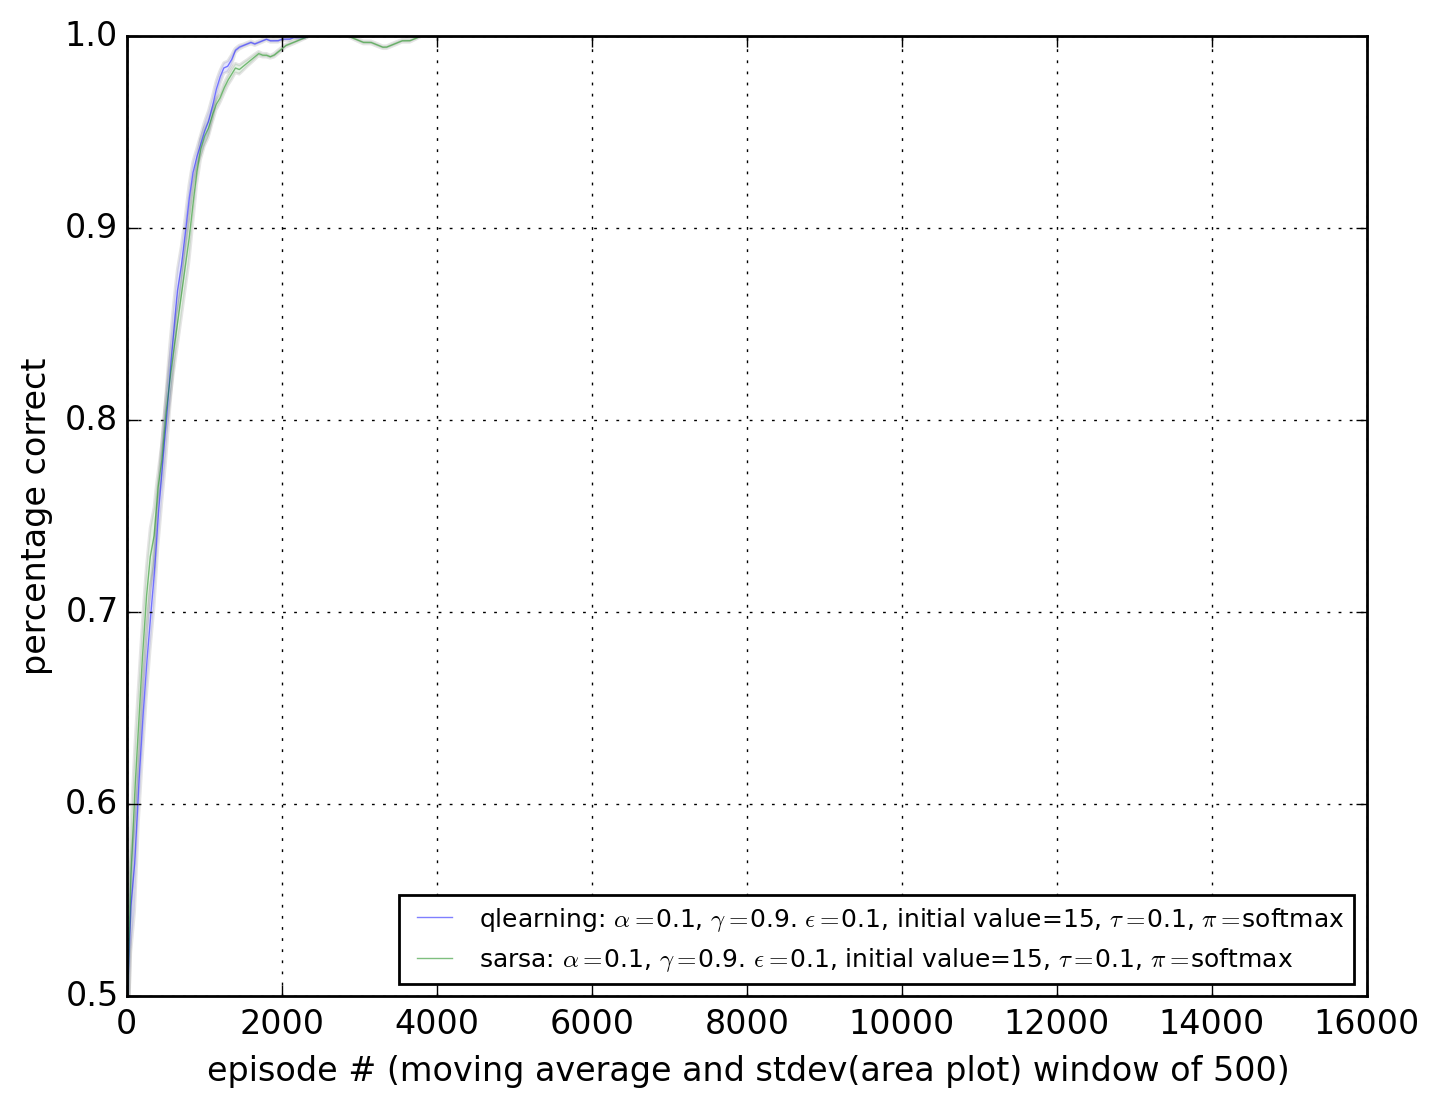 1.0
0.9
0.8
0.7
0.6
0.5
percentage correct
qlearning: α=0.1, γ=0.9. ϵ=0.1, initial value=15, τ=0.1, π=softmax
sarsa: α=0.1, γ=0.9. ϵ=0.1, initial value=15, τ=0.1, π=softmax
0 2000 4000 6000 8000 10000 12000 14000 16000
episode # (moving average and stdev(area plot) window of 500)